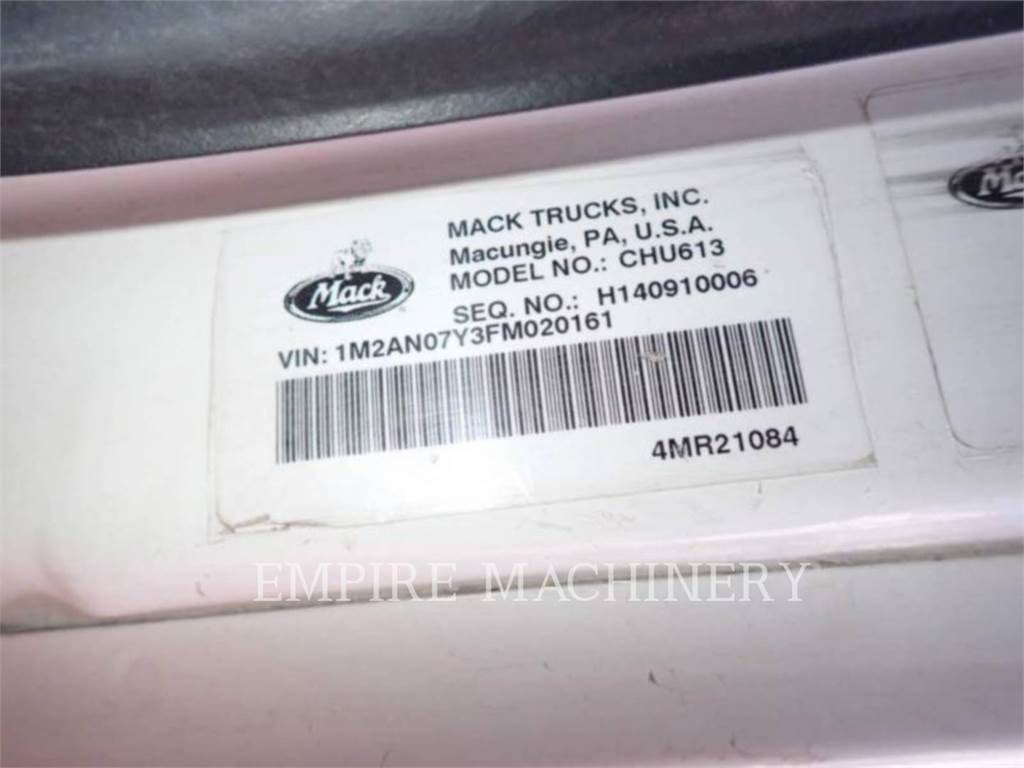 MACK TRUCKS, INC.
Macungie, PA, U.S.A.
MODEL NO.: CHU613
SEQ. NO.: H140910006
Mack
VIN: 1M2AN07Y3FM020161
4MR21084
EMPIRE MACHINERY